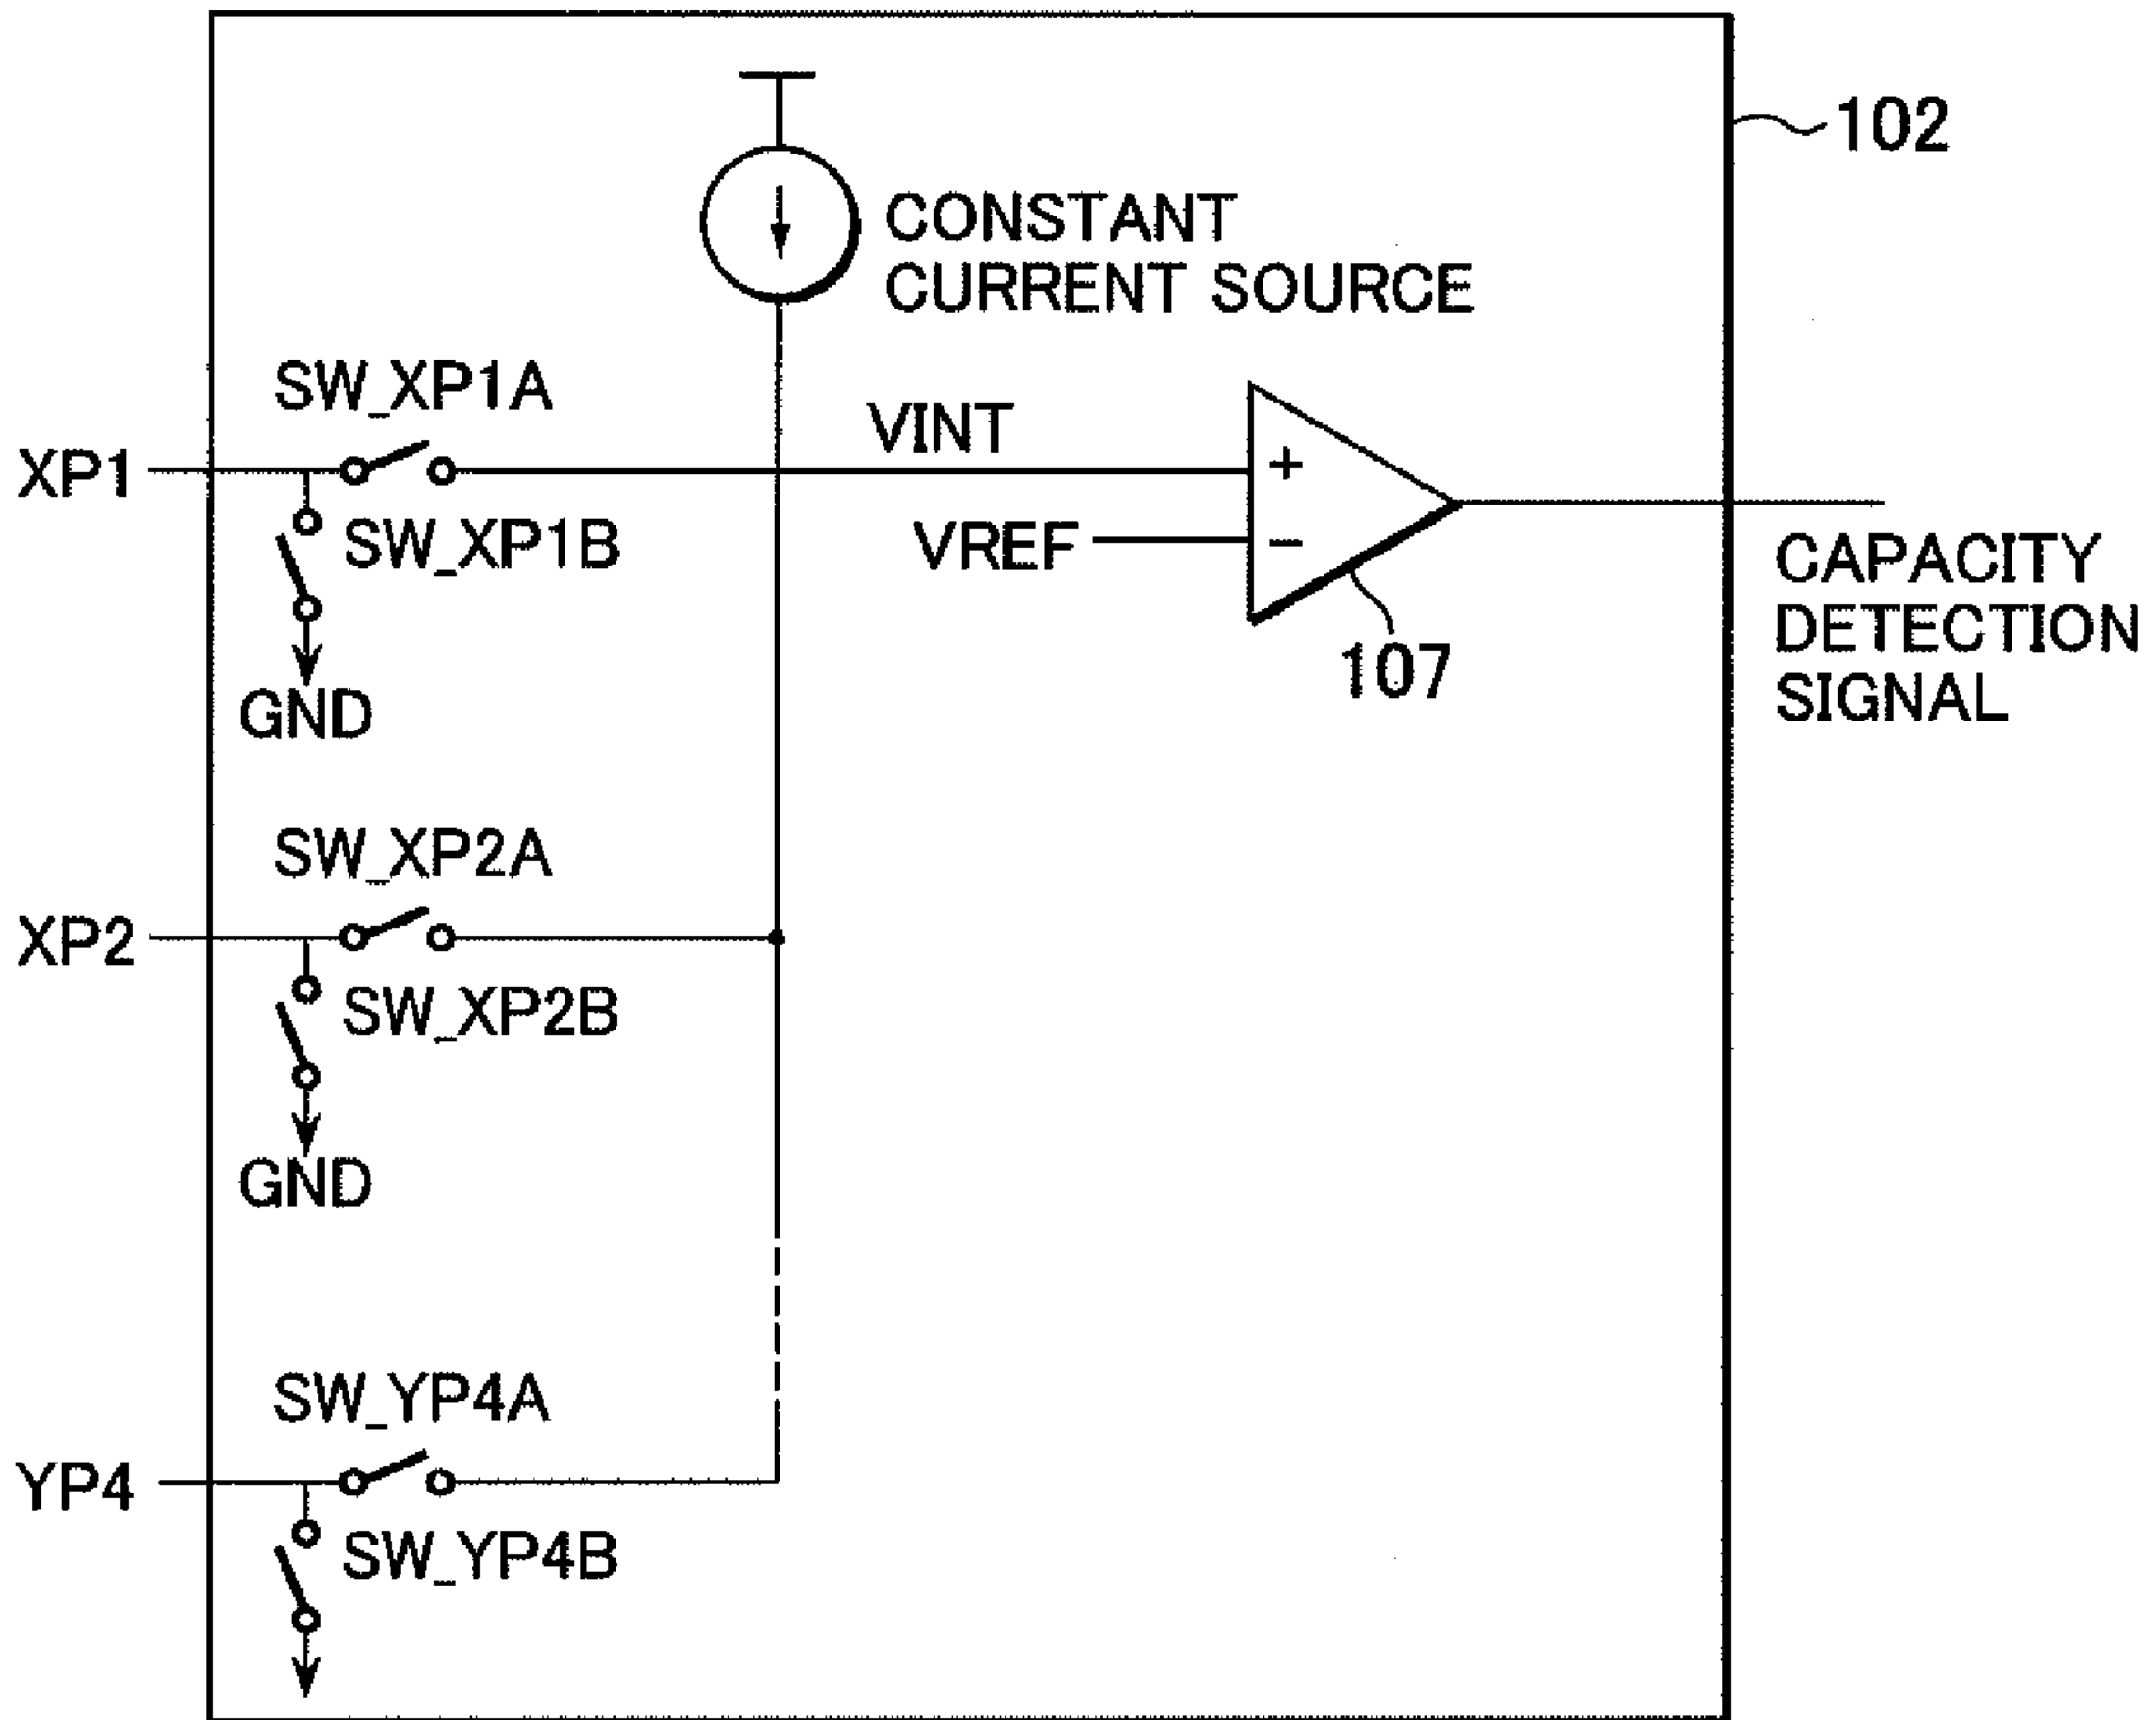 102
CONSTANT
CURRENT SOURCE
SW_XP1A
VINT
XP1
+
SW_XP1B
VREF
−
CAPACITY
DETECTION
SIGNAL
107
GND
SW_XP2A
XP2
SW_XP2B
GND
SW_YP4A
YP4
SW_YP4B